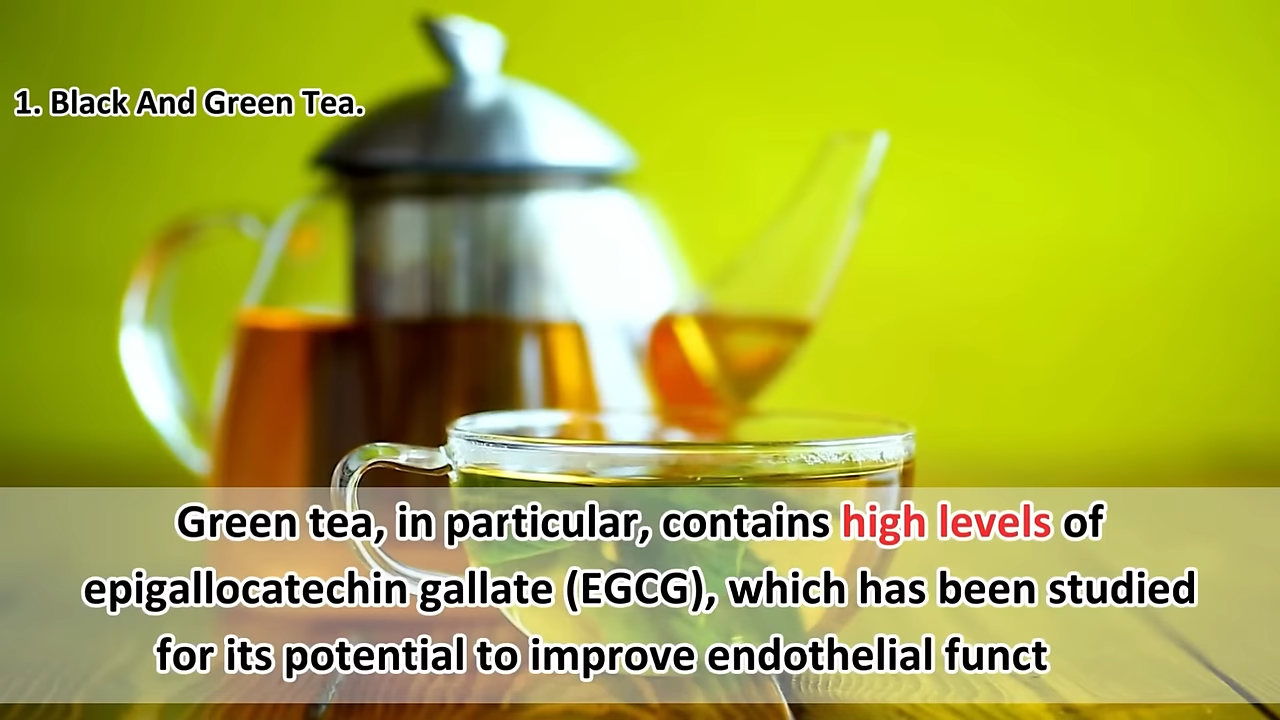 1. Black And Green Tea.
Green tea, in particular, contains high levels of
epigallocatechin gallate (EGCG), which has been studied
for its potential to improve endothelial funct